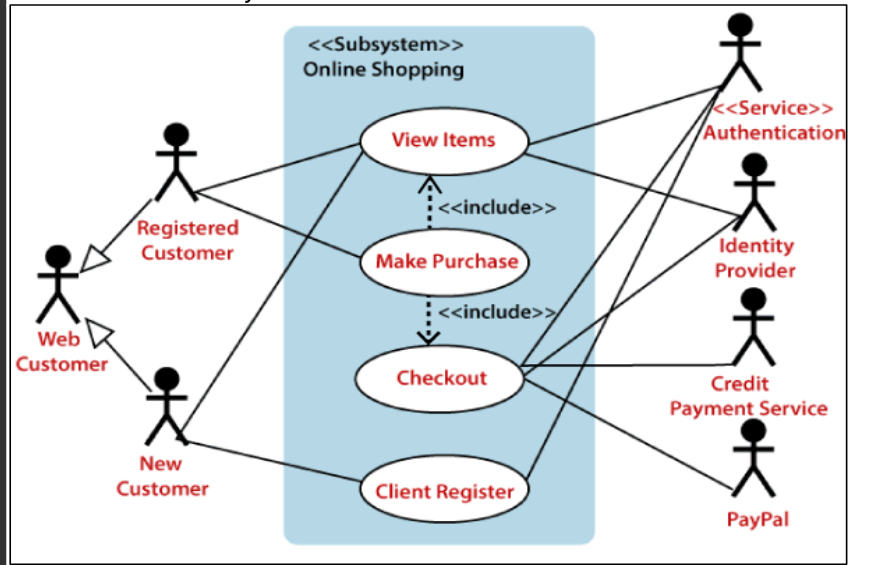 <<Subsystem>>
Online Shopping
View Items
<<include>>
Make Purchase
<<include>>
Checkout
Client Register
Registered
Customer
Web
Customer
New
Customer
<<Service>>
Authentication
Identity
Provider
Credit
Payment Service
PayPal